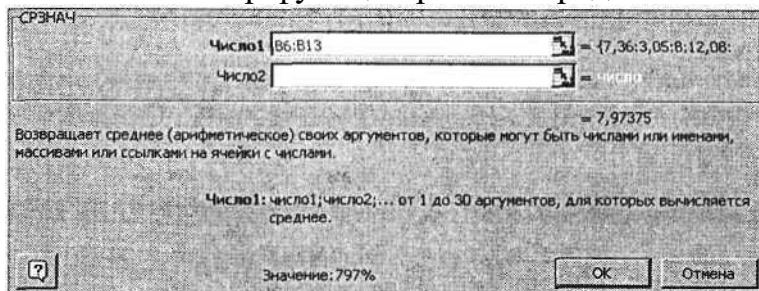 СРЗНАЧ
Число1 B6:B13 = {7,36:3,05:8:12,08:
Число2 = число
= 7,97375
Возвращает среднее (арифметическое) своих аргументов, которые могут быть числами или именами,
массивами или ссылками на ячейки с числами.
Число1: число1;число2;... от 1 до 30 аргументов, для которых вычисляется
среднее.
Значение:797%
ОК
Отмена